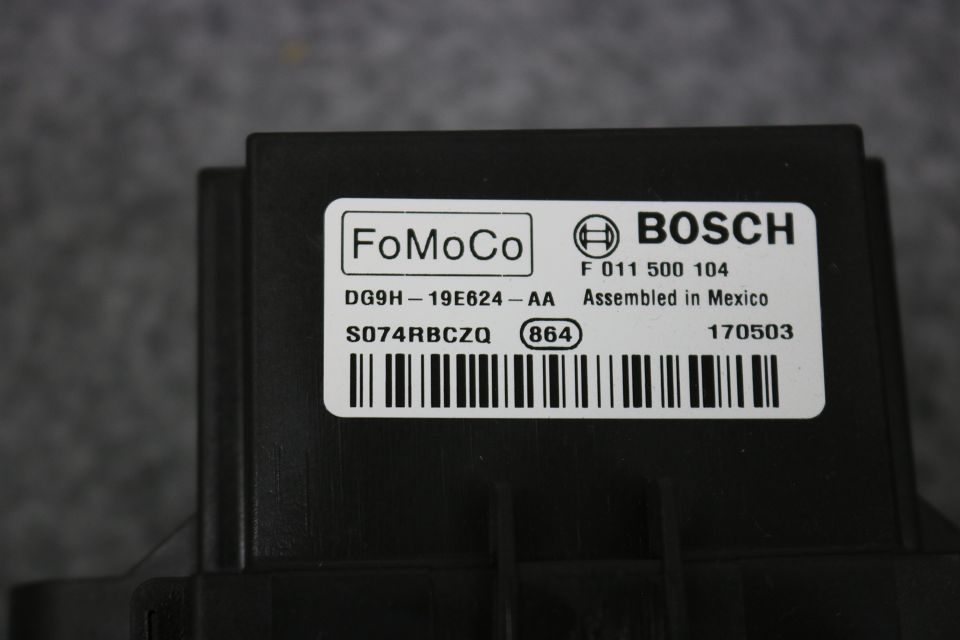 FoMoCo BOSCH
F 011 500 104
DG9H-19E624-AA Assembled in Mexico
S074RBCZQ 864 170503